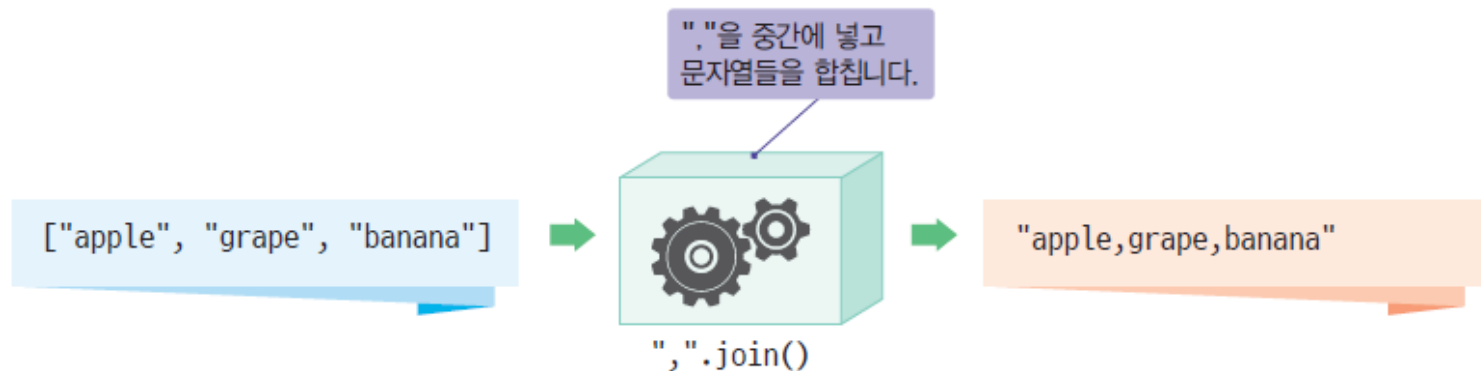 ","을 중간에 넣고
문자열들을 합칩니다.
["apple", "grape", "banana"]
"apple,grape,banana"
",".join()